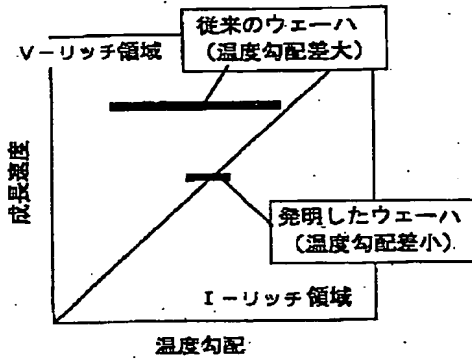 従来のウェーハ
(温度勾配差大)
V-リッチ領域
成長速度
発明したウェーハ
(温度勾配差小)
I-リッチ領域
温度勾配